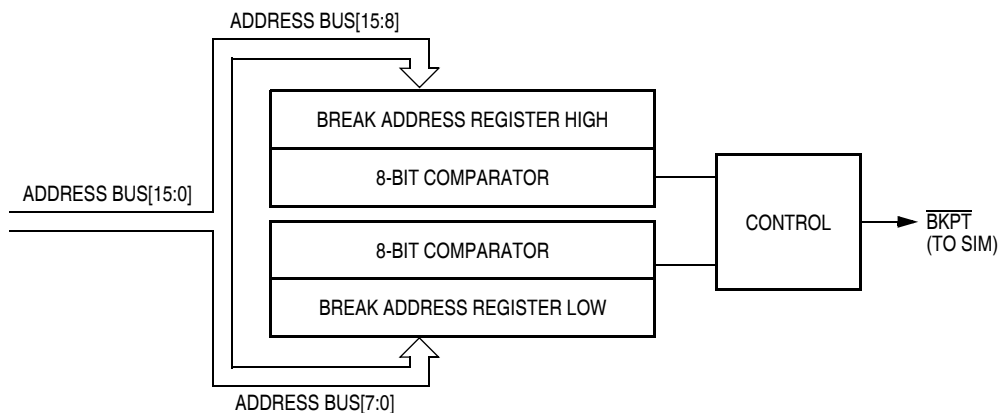 ADDRESS BUS[15:8]
BREAK ADDRESS REGISTER HIGH
8-BIT COMPARATOR
ADDRESS BUS[15:0]
CONTROL
BKPT
(TO SIM)
8-BIT COMPARATOR
BREAK ADDRESS REGISTER LOW
ADDRESS BUS[7:0]